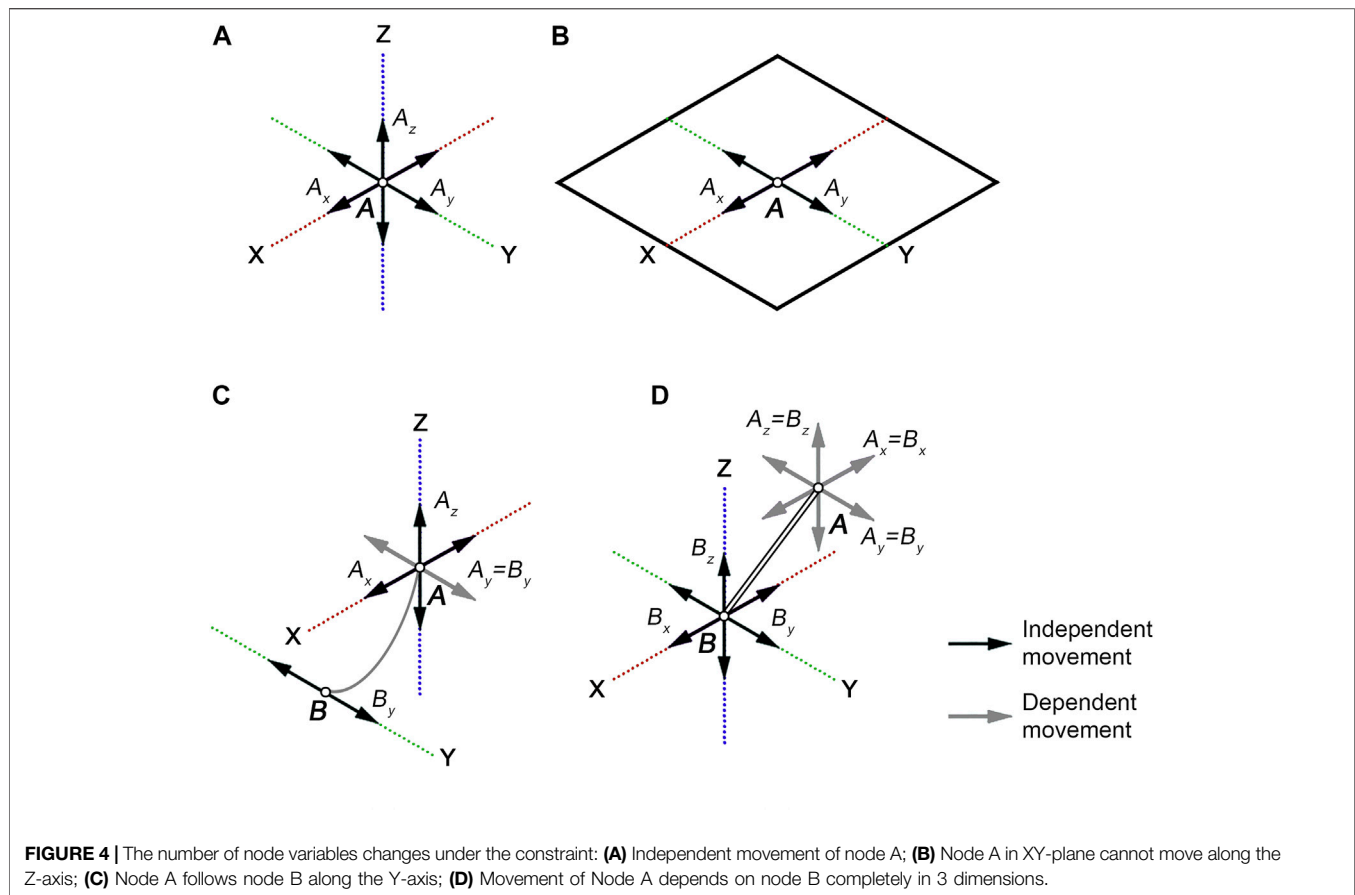 A
Z
A_z
A_x
A_y
A
X
Y
B
A_x
A_y
A
X
Y
C
Z
A_z
A_x
A_y=B_y
A
X
B
B_y
Y
D
A_z=B_z
A_x=B_x
Z
A
A_y=B_y
B_z
B_x
B_y
B
X
Y
Independent
movement
Dependent
movement
FIGURE 4 | The number of node variables changes under the constraint: (A) Independent movement of node A; (B) Node A in XY-plane cannot move along the
Z-axis; (C) Node A follows node B along the Y-axis; (D) Movement of Node A depends on node B completely in 3 dimensions.